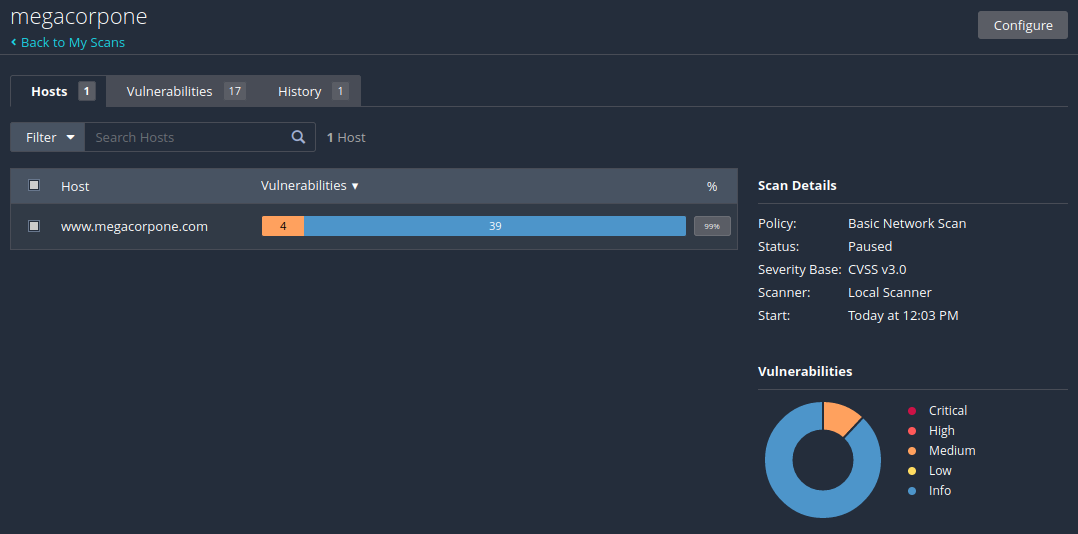 megacorpone
Back to My Scans
Configure
Hosts 1 Vulnerabilities 17 History 1
Filter Search Hosts 1 Host
Host Vulnerabilities %
www.megacorpone.com 4 39 99%
Scan Details
Policy: Basic Network Scan
Status: Paused
Severity Base: CVSS v3.0
Scanner: Local Scanner
Start: Today at 12:03 PM
Vulnerabilities
Critical
High
Medium
Low
Info